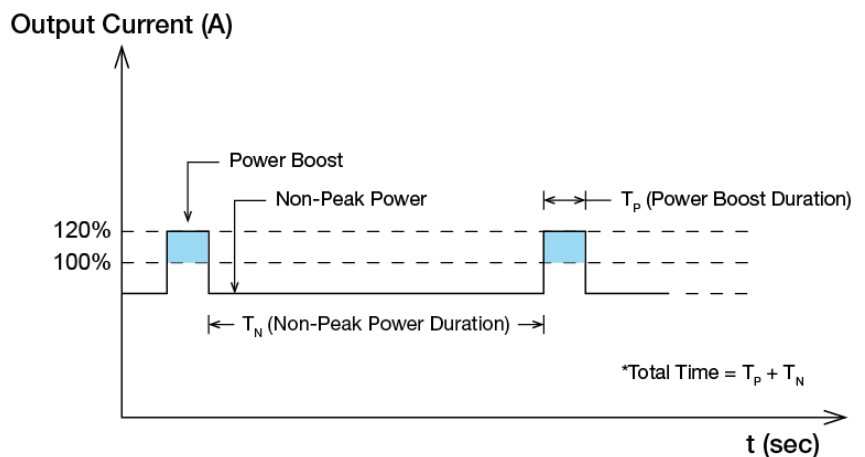 Output Current (A)
Power Boost
Non-Peak Power
T_P (Power Boost Duration)
120%
100%
T_N (Non-Peak Power Duration)
*Total Time = T_P + T_N
t (sec)